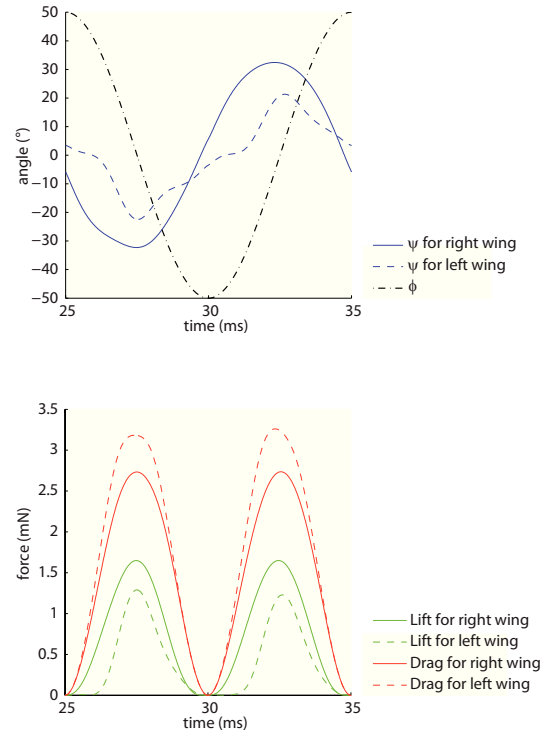 50
40
30
20
10
0
−10
−20
−30
−40
−50
angle (°)
25
30
35
time (ms)
ψ for right wing
ψ for left wing
ϕ
3.5
3
2.5
2
1.5
1
0.5
0
force (mN)
25
30
35
time (ms)
Lift for right wing
Lift for left wing
Drag for right wing
Drag for left wing